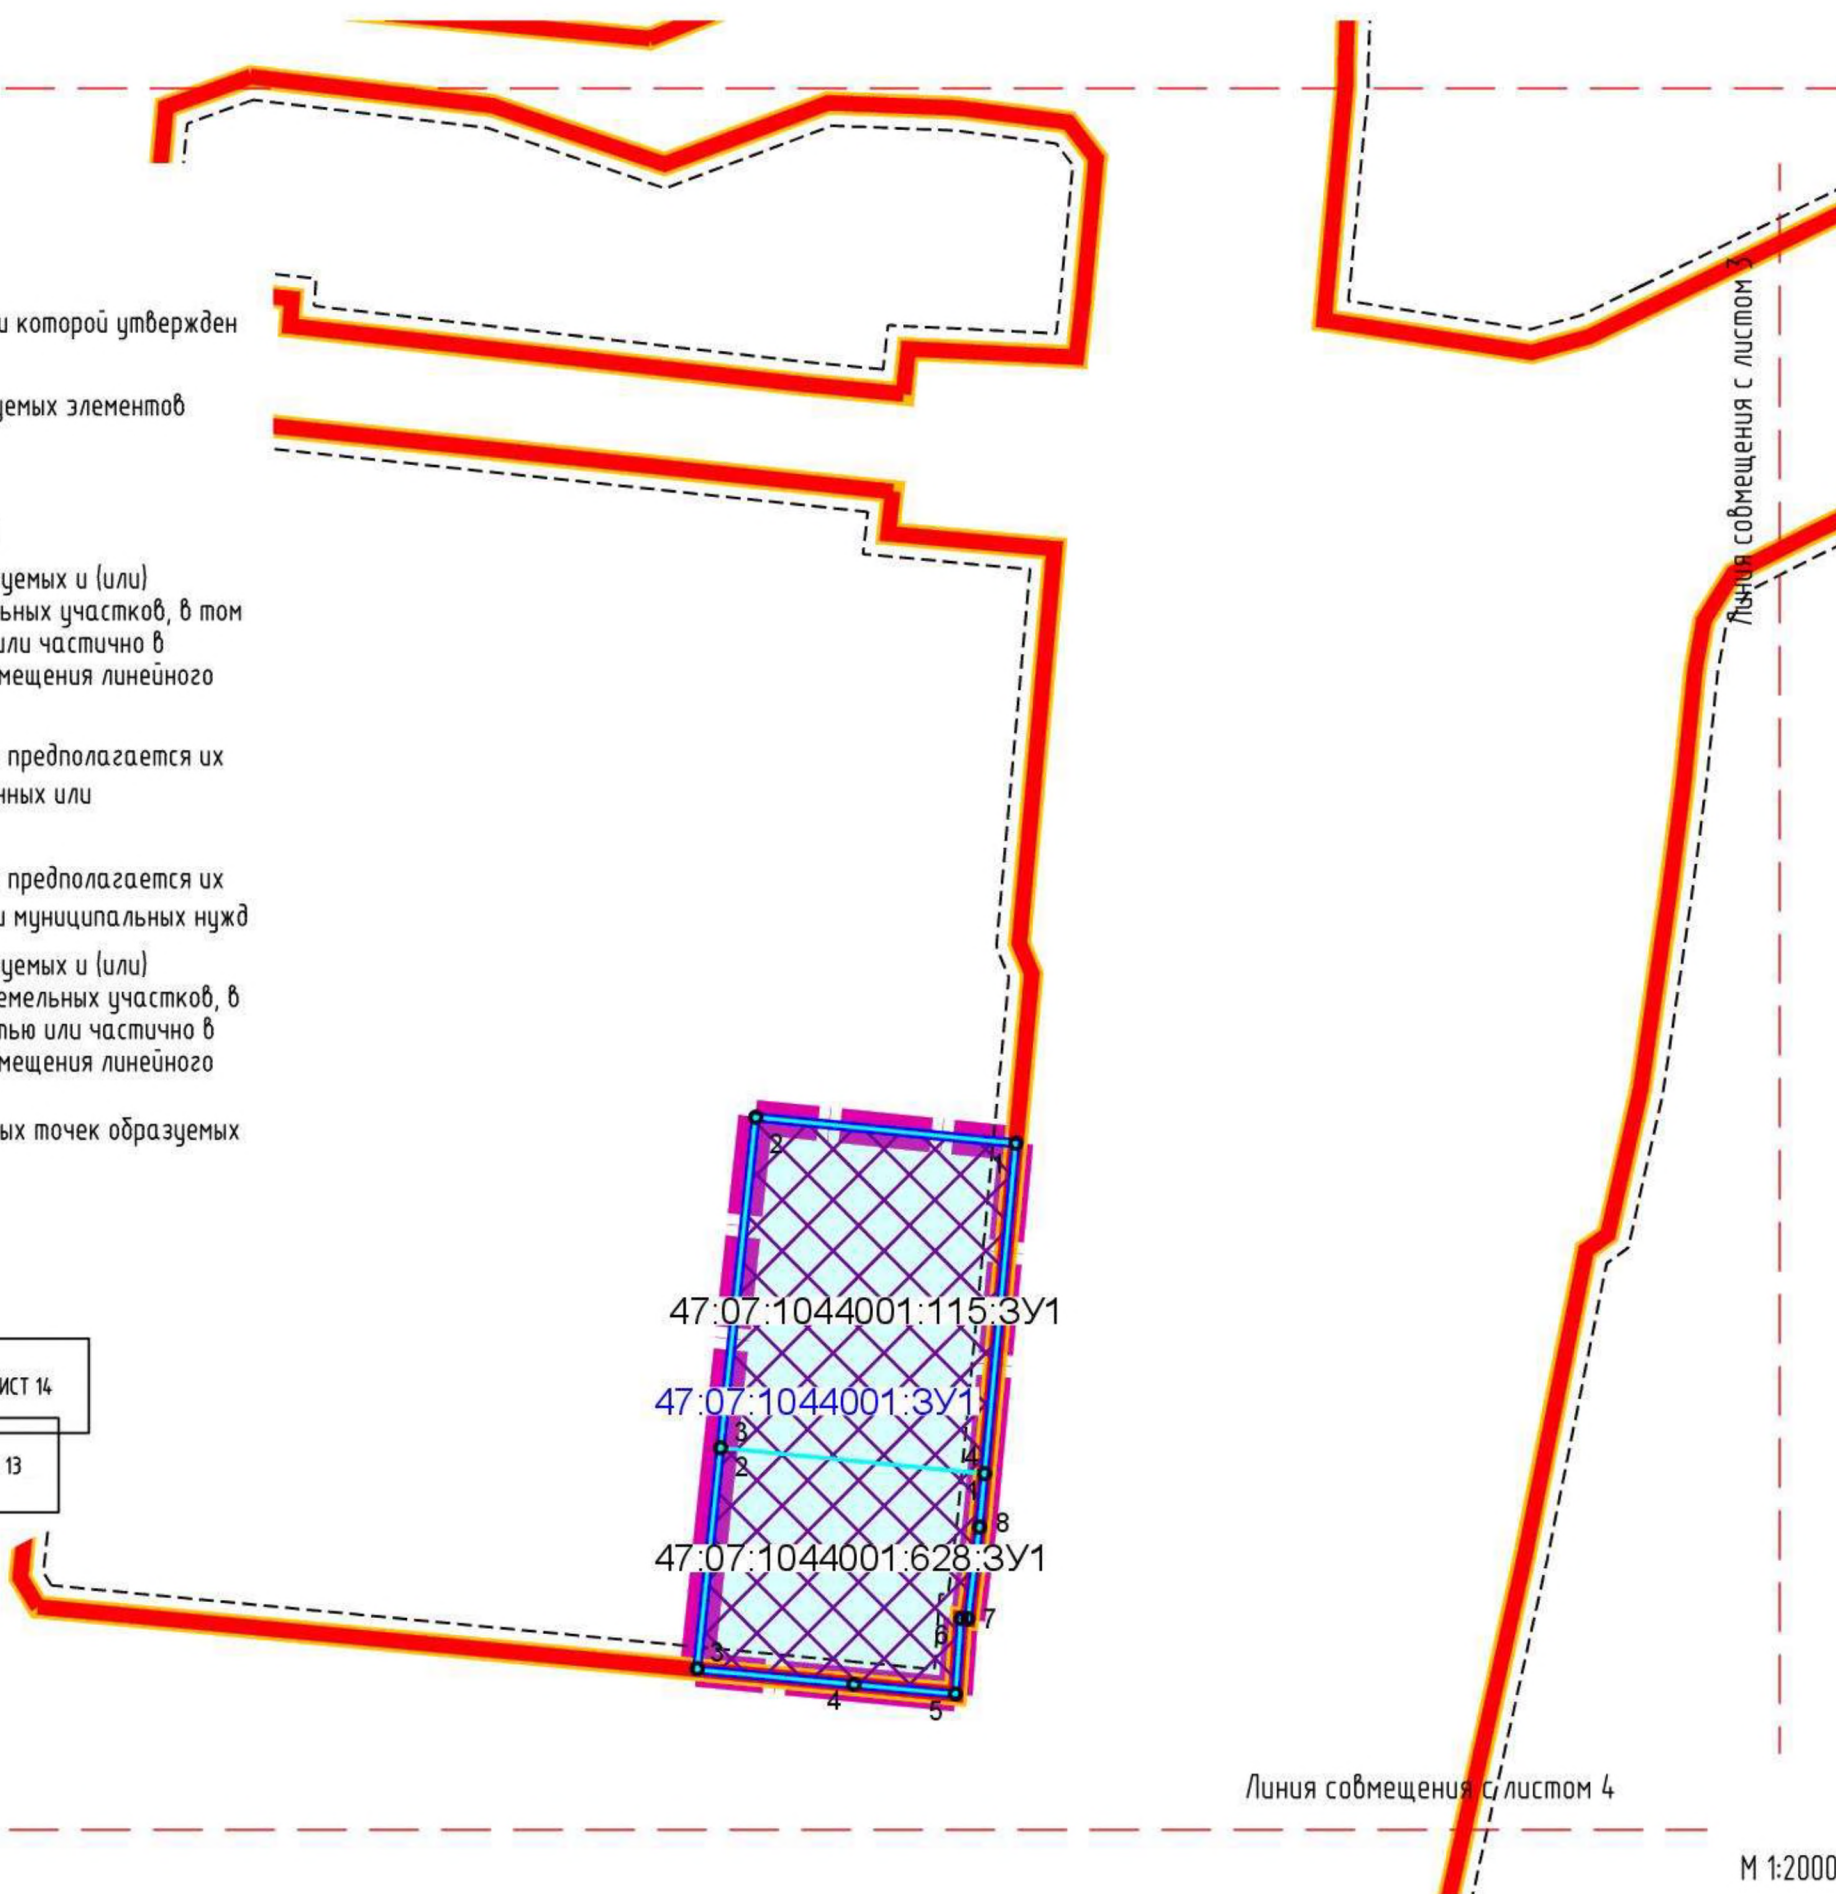 и которой утвержден
уемых элементов
уемых и (или)
ьных участков, в том
или частично в
мещения линейного
предполагается их
нных или
предполагается их
и муниципальных нужд
уемых и (или)
емельных участков, в
тью или частично в
мещения линейного
ых точек образуемых
ИСТ 14
13
Линия совмещения с листом 3
2
1
47:07:1044001:115:ЗУ1
47:07:1044001:ЗУ1
3
4
2
1
8
47:07:1044001:628:ЗУ1
7
6
3
4
5
Линия совмещения с листом 4
М 1:2000